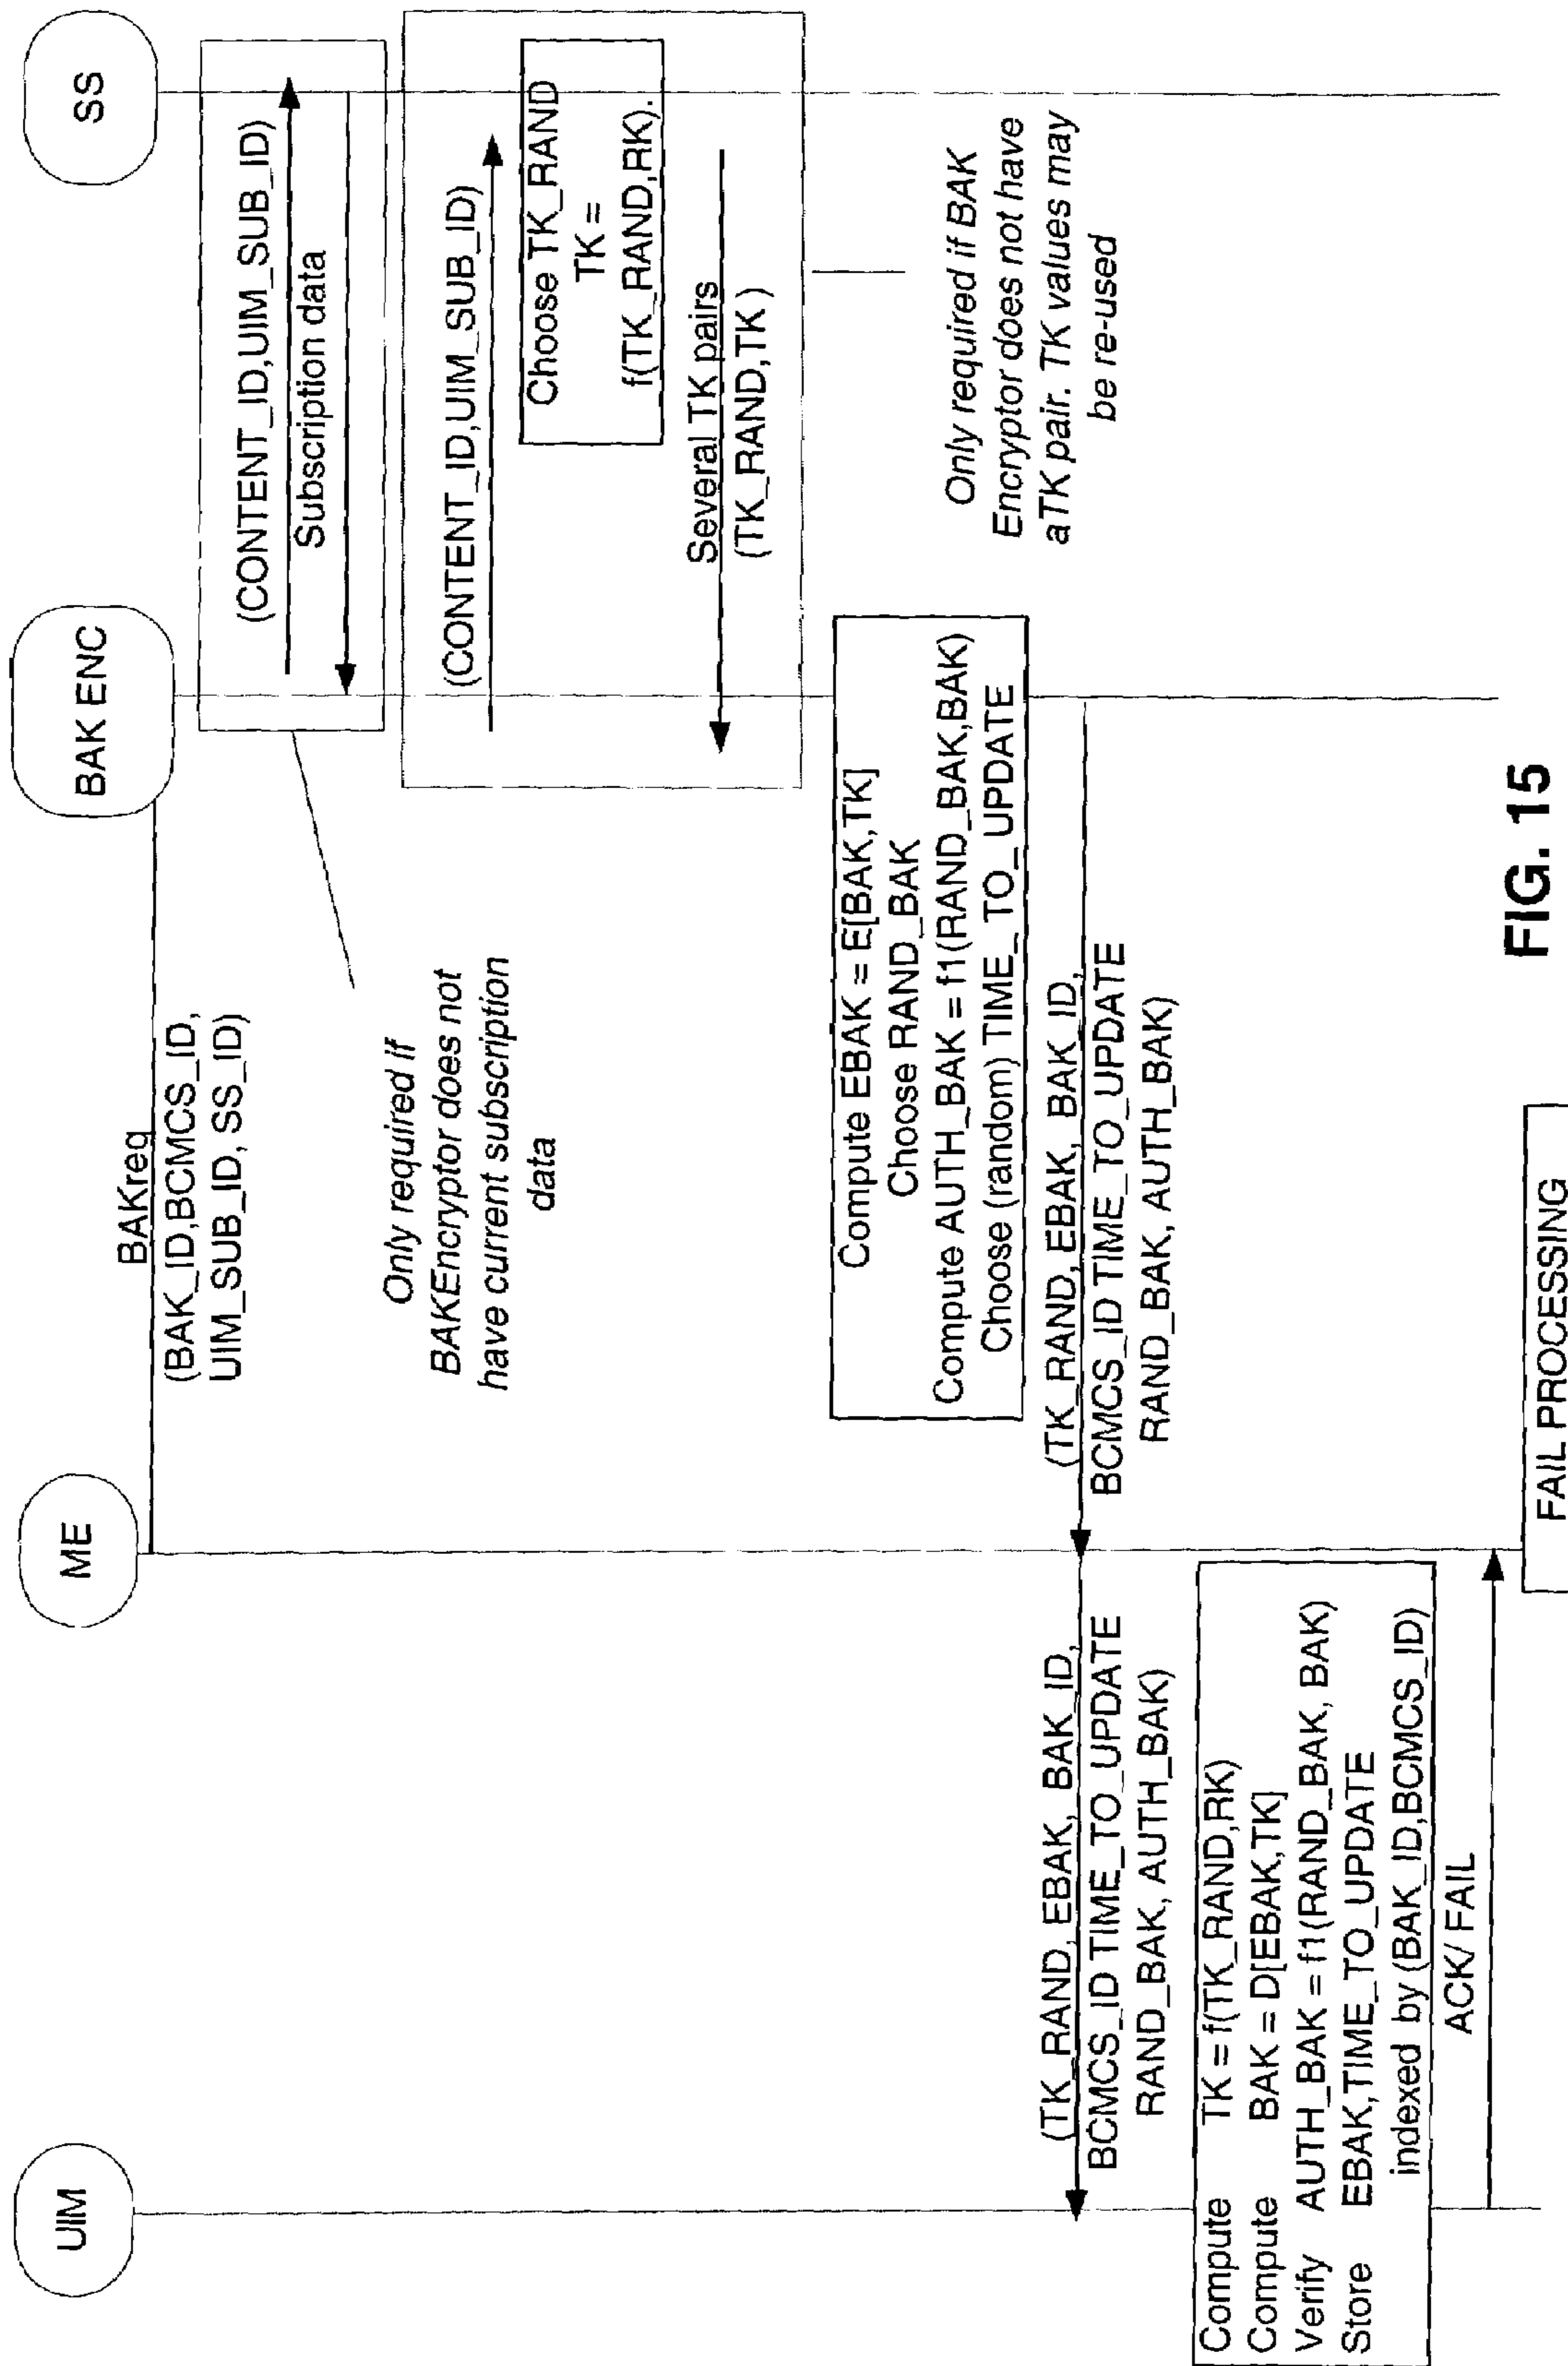 UIM
ME
BAK ENC
SS
BAKreq
(BAK_ID,BCMCS_ID,
UIM_SUB_ID, SS_ID)
(CONTENT_ID,UIM_SUB_ID)
Subscription data
Only required if
BAKEncryptor does not
have current subscription
data
(CONTENT_ID,UIM_SUB_ID)
Choose TK_RAND
TK =
f(TK_RAND,RK).
Several TK pairs
(TK_RAND,TK )
Only required if BAK
Encryptor does not have
aTK pair. TK values may
be re-used
Compute EBAK = E[BAK,TK]
Choose RAND_BAK
Compute AUTH_BAK = f1(RAND_BAK,BAK)
Choose (random) TIME_TO_UPDATE
(TK_RAND, EBAK, BAK_ID,
BCMCS_ID TIME_TO_UPDATE
RAND_BAK, AUTH_BAK)
(TK_RAND, EBAK, BAK_ID,
BCMCS_ID TIME_TO_UPDATE
RAND_BAK, AUTH_BAK)
Compute TK = f(TK_RAND,RK)
Compute BAK = D[EBAK,TK]
Verify AUTH_BAK = f1(RAND_BAK, BAK)
Store EBAK,TIME_TO_UPDATE
indexed by (BAK_ID,BCMCS_ID)
ACK/ FAIL
FAIL PROCESSING
FIG. 15